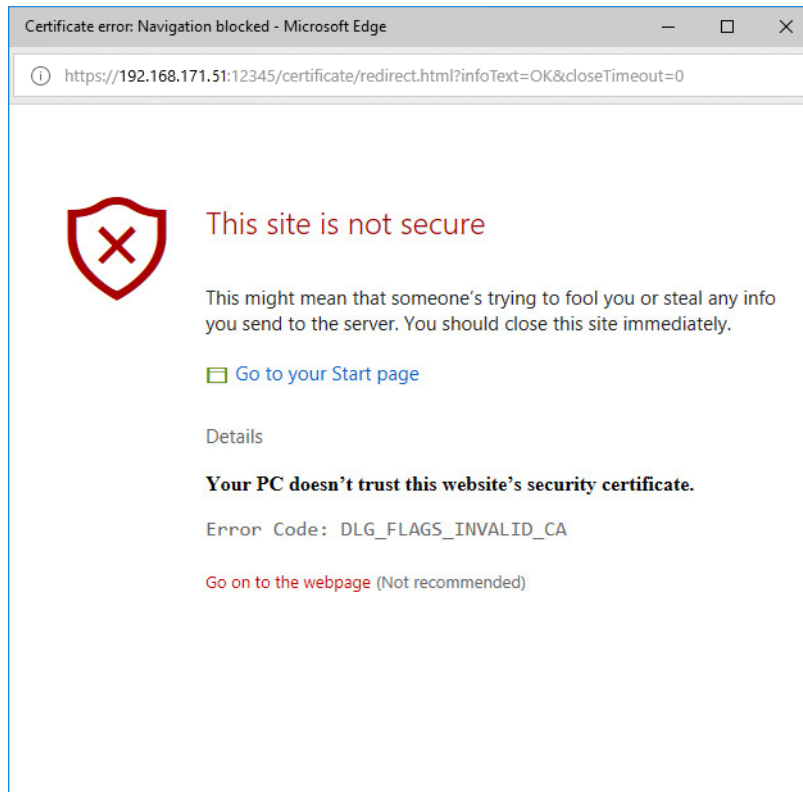 Certificate error: Navigation blocked - Microsoft Edge
https://192.168.171.51:12345/certificate/redirect.html?infoText=OK&closeTimeout=0
This site is not secure
This might mean that someone's trying to fool you or steal any info
you send to the server. You should close this site immediately.
Go to your Start page
Details
Your PC doesn't trust this website's security certificate.
Error Code: DLG_FLAGS_INVALID_CA
Go on to the webpage (Not recommended)